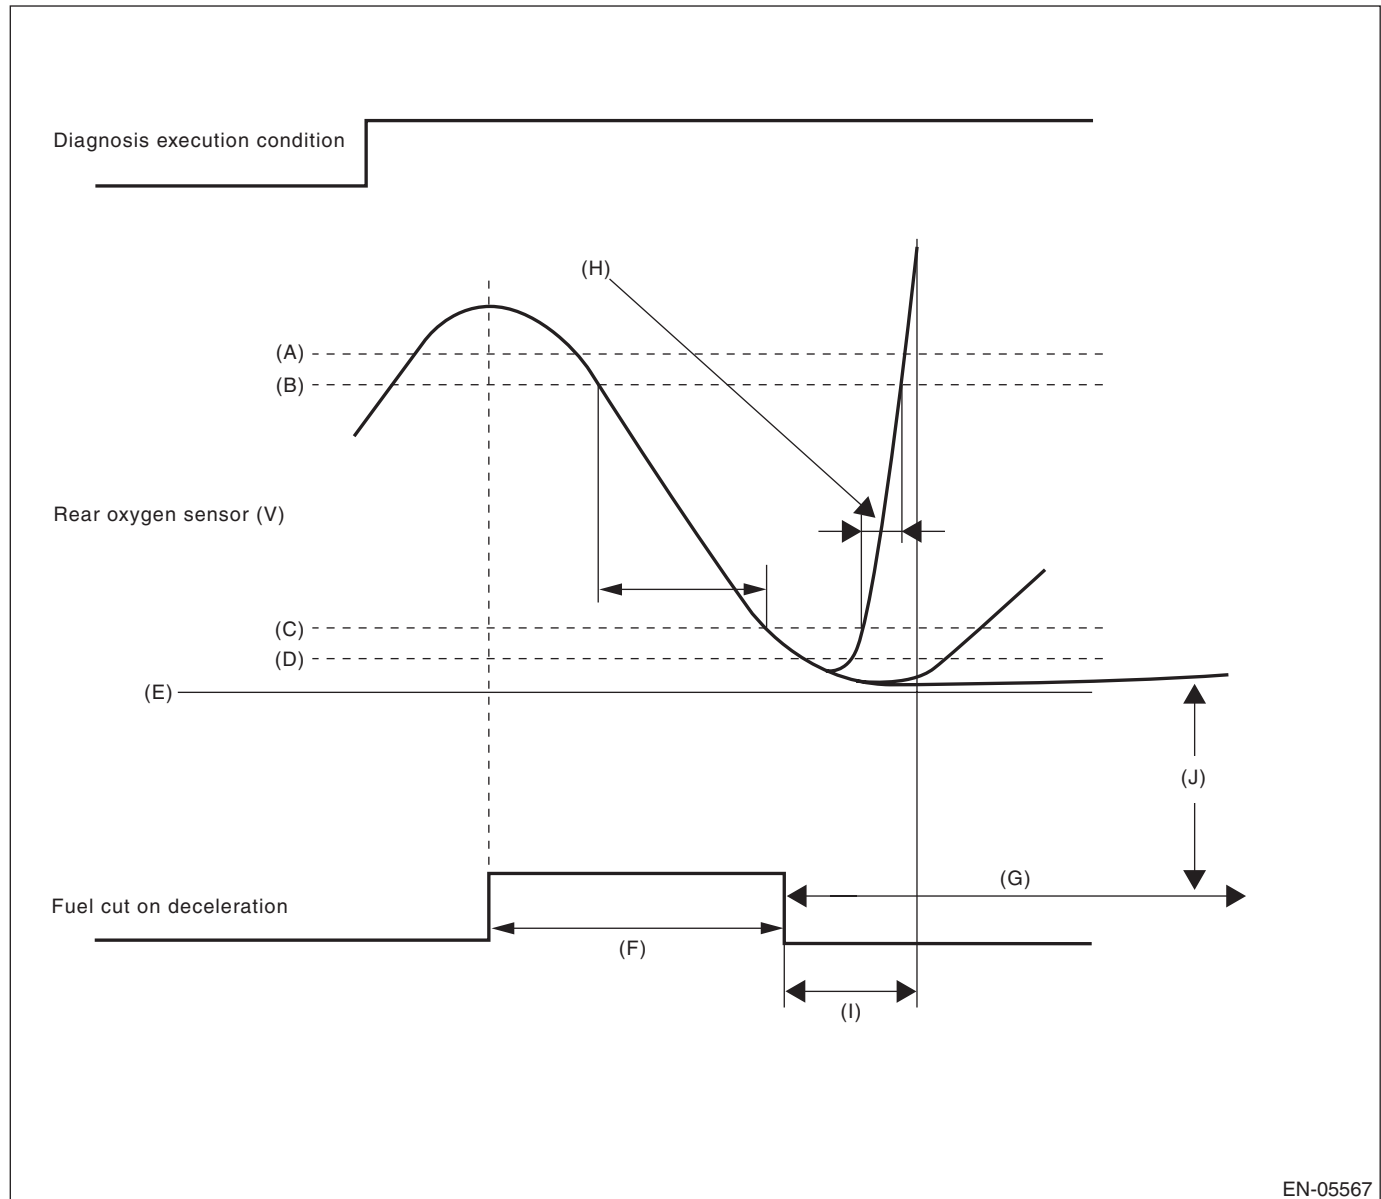 Diagnosis execution condition
(H)
(A)
(B)
Rear oxygen sensor (V)
(C)
(D)
(E)
(J)
(G)
Fuel cut on deceleration
(F)
(I)
EN-05567